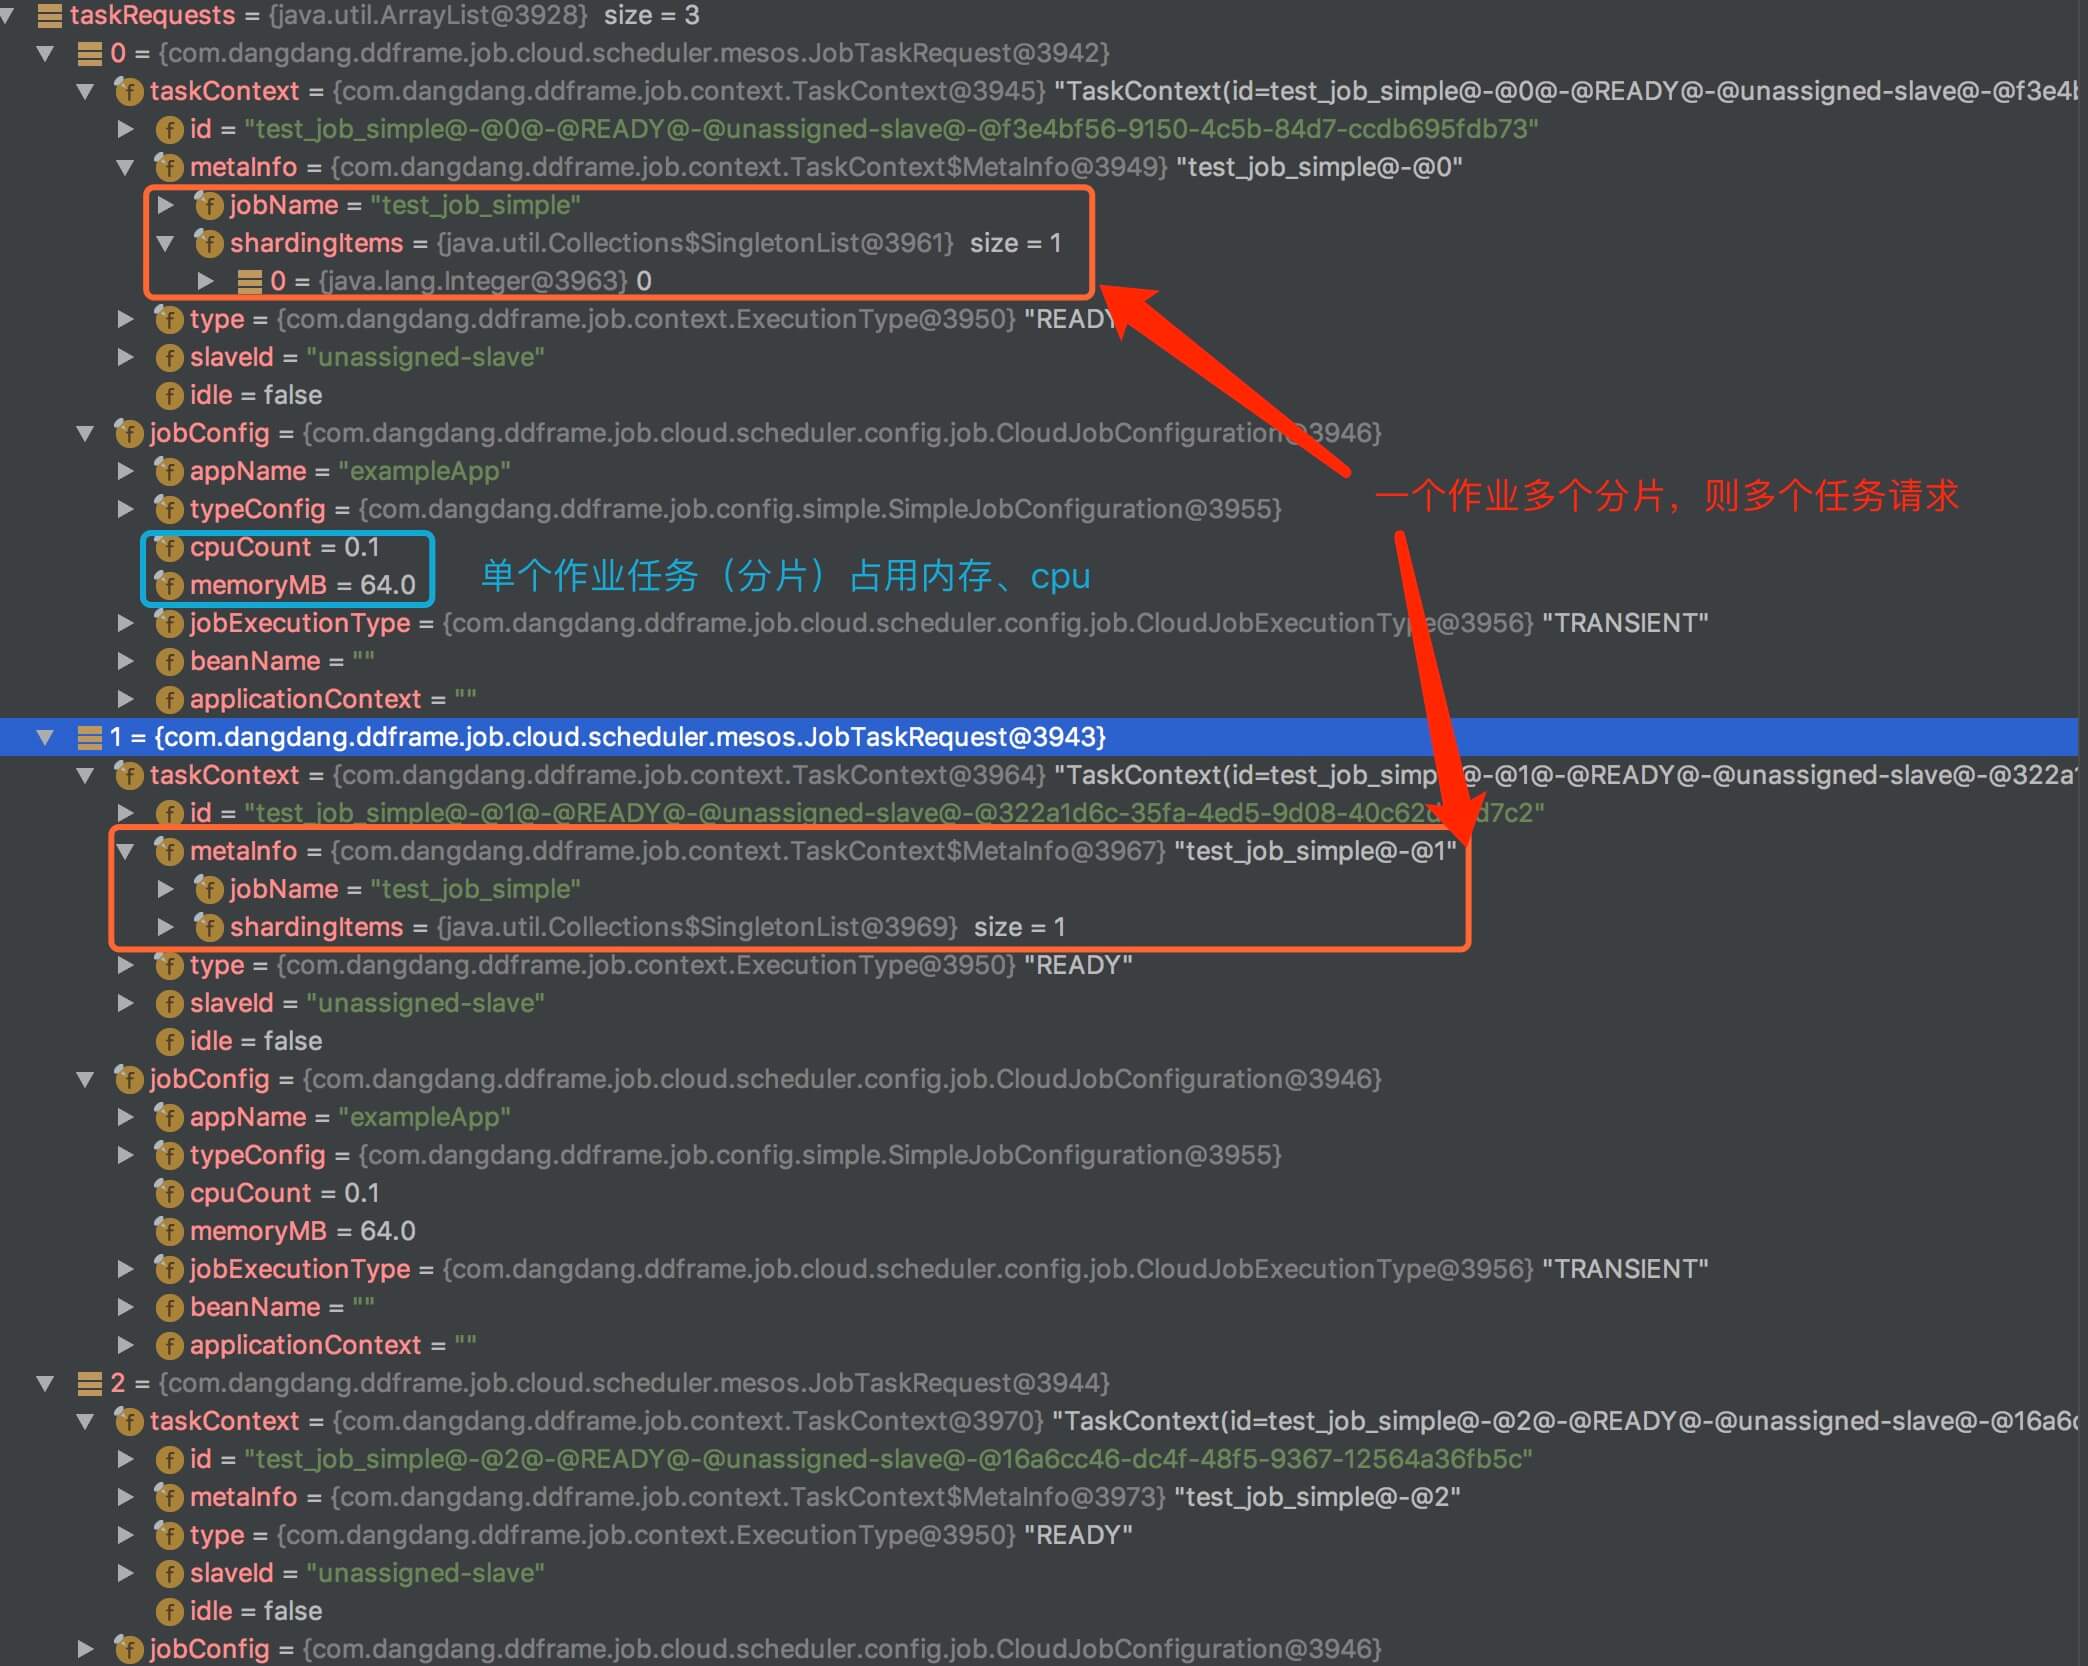 taskRequests = {java.util.ArrayList@3928} size = 3
0 = {com.dangdang.ddframe.job.cloud.scheduler.mesos.JobTaskRequest@3942}
taskContext = {com.dangdang.ddframe.job.context.TaskContext@3945} "TaskContext(id=test_job_simple@-@0@-@READY@-@unassigned-slave@-@f3e4b
id = "test_job_simple@-@0@-@READY@-@unassigned-slave@-@f3e4bf56-9150-4c5b-84d7-ccdb695fdb73"
metaInfo = {com.dangdang.ddframe.job.context.TaskContext$MetaInfo@3949} "test_job_simple@-@0"
jobName = "test_job_simple"
shardingItems = {java.util.Collections$SingletonList@3961} size = 1
0 = {java.lang.Integer@3963} 0
type = {com.dangdang.ddframe.job.context.ExecutionType@3950} "READY
slaveId = "unassigned-slave"
idle = false
jobConfig = {com.dangdang.ddframe.job.cloud.scheduler.config.job.CloudJobConfiguration@3946}
appName = "exampleApp"
一个作业多个分片，则多个任务请求
typeConfig = {com.dangdang.ddframe.job.config.simple.SimpleJobConfiguration@3955}
cpuCount = 0.1
单个作业任务（分片）占用内存、cpu
memoryMB = 64.0
jobExecutionType = {com.dangdang.ddframe.job.cloud.scheduler.config.job.CloudJobExecutionType@3956} "TRANSIENT"
beanName = ""
applicationContext = ""
1 = {com.dangdang.ddframe.job.cloud.scheduler.mesos.JobTaskRequest@3943}
taskContext = {com.dangdang.ddframe.job.context.TaskContext@3964} "TaskContext(id=test_job_simple@-@1@-@READY@-@unassigned-slave@-@322a1
id = "test_job_simple@-@1@-@READY@-@unassigned-slave@-@322a1d6c-35fa-4ed5-9d08-40c62d d7c2"
metaInfo = {com.dangdang.ddframe.job.context.TaskContext$MetaInfo@3967} "test_job_simple@-@1"
jobName = "test_job_simple"
shardingItems = {java.util.Collections$SingletonList@3969} size = 1
type = {com.dangdang.ddframe.job.context.ExecutionType@3950} "READY"
slaveId = "unassigned-slave"
idle = false
jobConfig = {com.dangdang.ddframe.job.cloud.scheduler.config.job.CloudJobConfiguration@3946}
appName = "exampleApp"
typeConfig = {com.dangdang.ddframe.job.config.simple.SimpleJobConfiguration@3955}
cpuCount = 0.1
memoryMB = 64.0
jobExecutionType = {com.dangdang.ddframe.job.cloud.scheduler.config.job.CloudJobExecutionType@3956} "TRANSIENT"
beanName = ""
applicationContext = ""
2 = {com.dangdang.ddframe.job.cloud.scheduler.mesos.JobTaskRequest@3944}
taskContext = {com.dangdang.ddframe.job.context.TaskContext@3970} "TaskContext(id=test_job_simple@-@2@-@READY@-@unassigned-slave@-@16a6c
id = "test_job_simple@-@2@-@READY@-@unassigned-slave@-@16a6cc46-dc4f-48f5-9367-12564a36fb5c"
metaInfo = {com.dangdang.ddframe.job.context.TaskContext$MetaInfo@3973} "test_job_simple@-@2"
type = {com.dangdang.ddframe.job.context.ExecutionType@3950} "READY"
slaveId = "unassigned-slave"
idle = false
jobConfig = {com.dangdang.ddframe.job.cloud.scheduler.config.job.CloudJobConfiguration@3946}